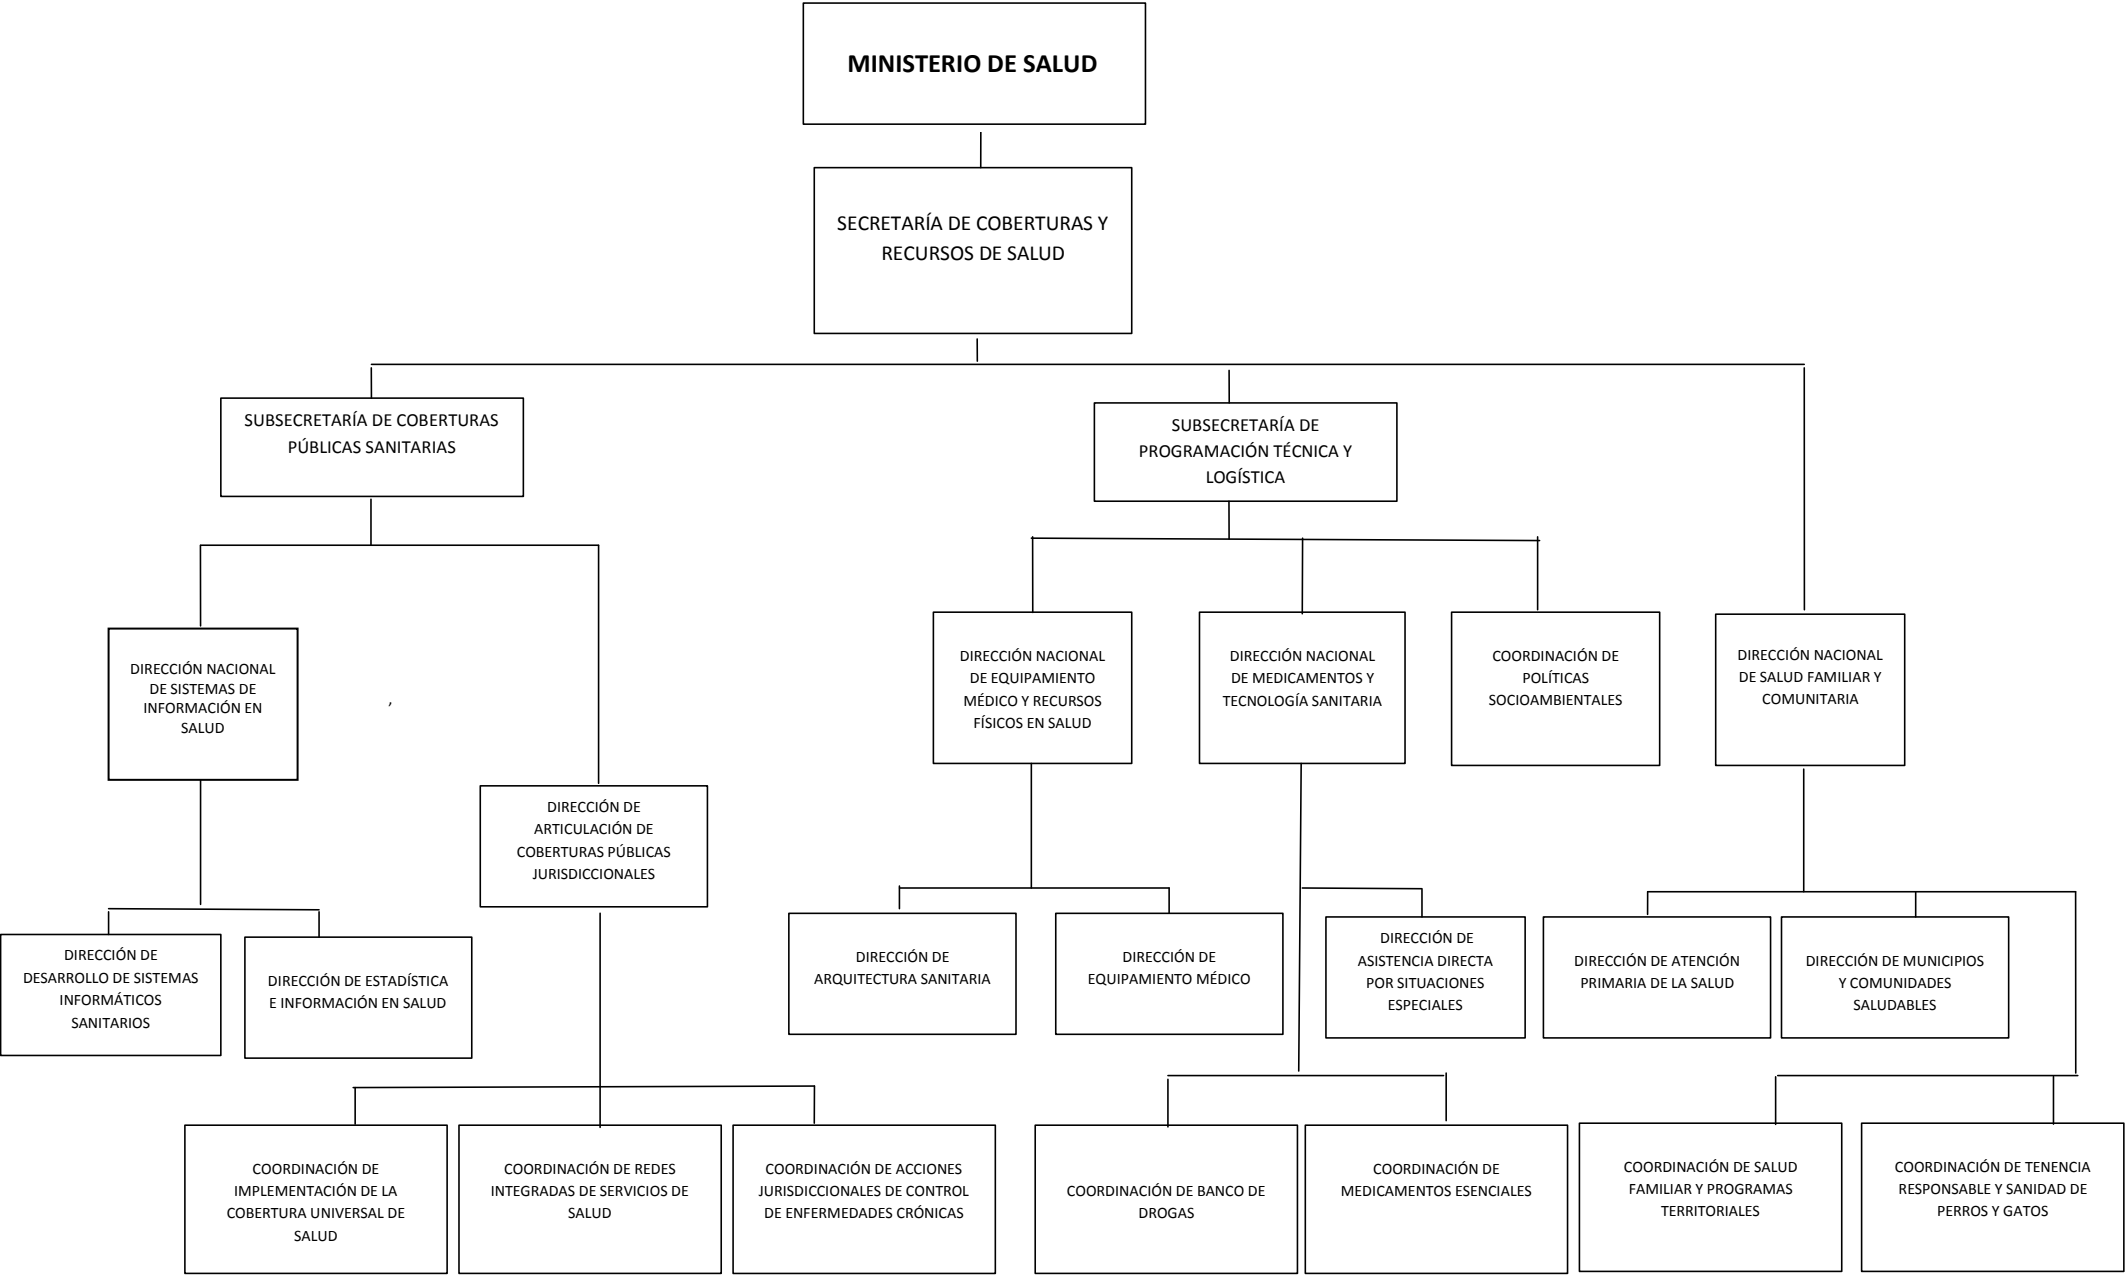 MINISTERIO DE SALUD
SECRETARÍA DE COBERTURAS Y
RECURSOS DE SALUD
SUBSECRETARÍA DE COBERTURAS
PÚBLICAS SANITARIAS
SUBSECRETARÍA DE
PROGRAMACIÓN TÉCNICA Y
LOGÍSTICA
DIRECCIÓN NACIONAL
DE SISTEMAS DE
INFORMACIÓN EN
SALUD
,
DIRECCIÓN NACIONAL
DE EQUIPAMIENTO
MÉDICO Y RECURSOS
FÍSICOS EN SALUD
DIRECCIÓN NACIONAL
DE MEDICAMENTOS Y
TECNOLOGÍA SANITARIA
COORDINACIÓN DE
POLÍTICAS
SOCIOAMBIENTALES
DIRECCIÓN NACIONAL
DE SALUD FAMILIAR Y
COMUNITARIA
DIRECCIÓN DE
ARTICULACIÓN DE
COBERTURAS PÚBLICAS
JURISDICCIONALES
DIRECCIÓN DE
DESARROLLO DE SISTEMAS
INFORMÁTICOS
SANITARIOS
DIRECCIÓN DE ESTADÍSTICA
E INFORMACIÓN EN SALUD
DIRECCIÓN DE
ARQUITECTURA SANITARIA
DIRECCIÓN DE
EQUIPAMIENTO MÉDICO
DIRECCIÓN DE
ASISTENCIA DIRECTA
POR SITUACIONES
ESPECIALES
DIRECCIÓN DE ATENCIÓN
PRIMARIA DE LA SALUD
DIRECCIÓN DE MUNICIPIOS
Y COMUNIDADES
SALUDABLES
COORDINACIÓN DE
IMPLEMENTACIÓN DE LA
COBERTURA UNIVERSAL DE
SALUD
COORDINACIÓN DE REDES
INTEGRADAS DE SERVICIOS DE
SALUD
COORDINACIÓN DE ACCIONES
JURISDICCIONALES DE CONTROL
DE ENFERMEDADES CRÓNICAS
COORDINACIÓN DE BANCO DE
DROGAS
COORDINACIÓN DE
MEDICAMENTOS ESENCIALES
COORDINACIÓN DE SALUD
FAMILIAR Y PROGRAMAS
TERRITORIALES
COORDINACIÓN DE TENENCIA
RESPONSABLE Y SANIDAD DE
PERROS Y GATOS